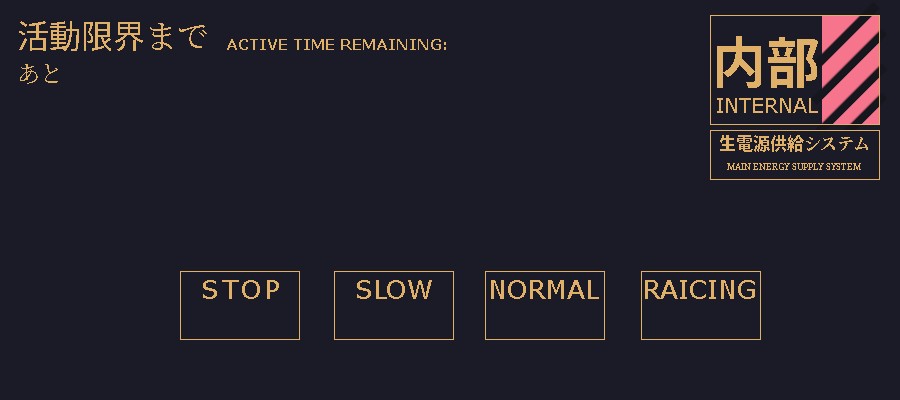 活動限界まで ACTIVE TIME REMAINING:
あと
内部
INTERNAL
生電源供給システム
MAIN ENERGY SUPPLY SYSTEM
STOP SLOW NORMAL RAICING